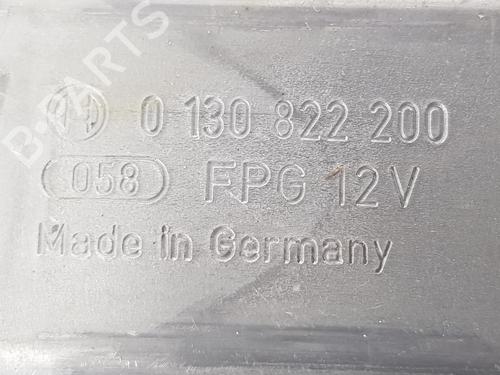 B-PARTS
0 130 822 200
058 FPG 12V
Made in Germany